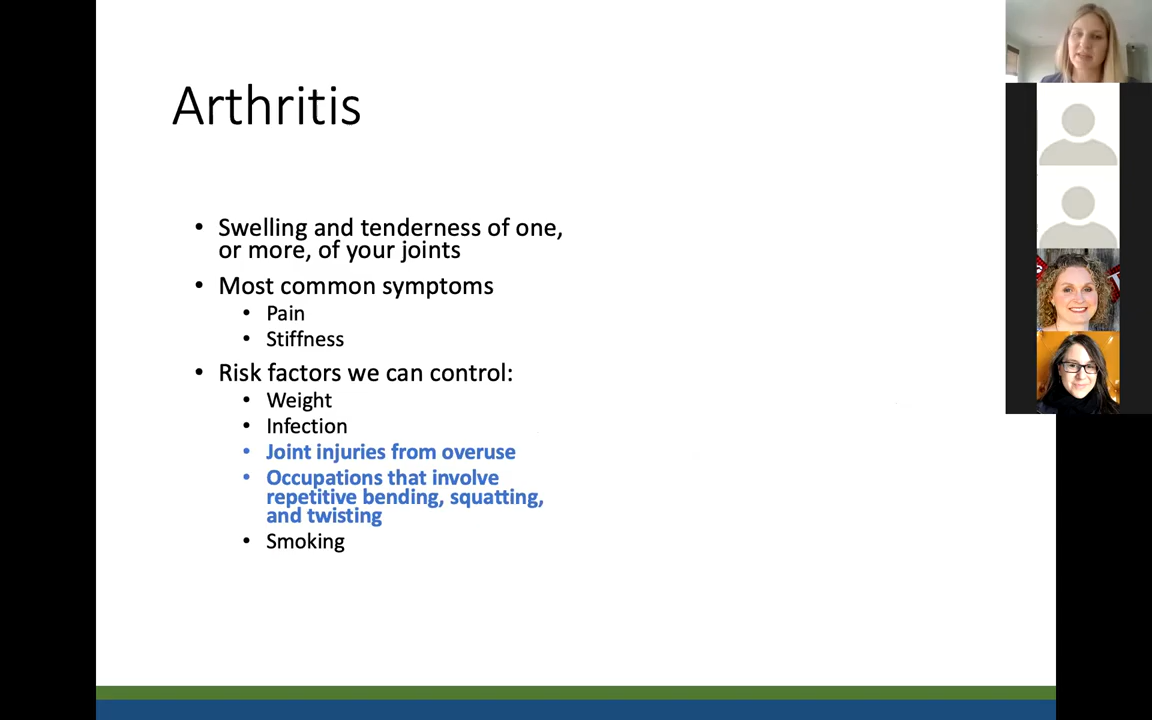 Arthritis
• Swelling and tenderness of one,
or more, of your joints
• Most common symptoms
• Pain
• Stiffness
• Risk factors we can control:
• Weight
• Infection
• Joint injuries from overuse
• Occupations that involve
repetitive bending, squatting,
and twisting
• Smoking